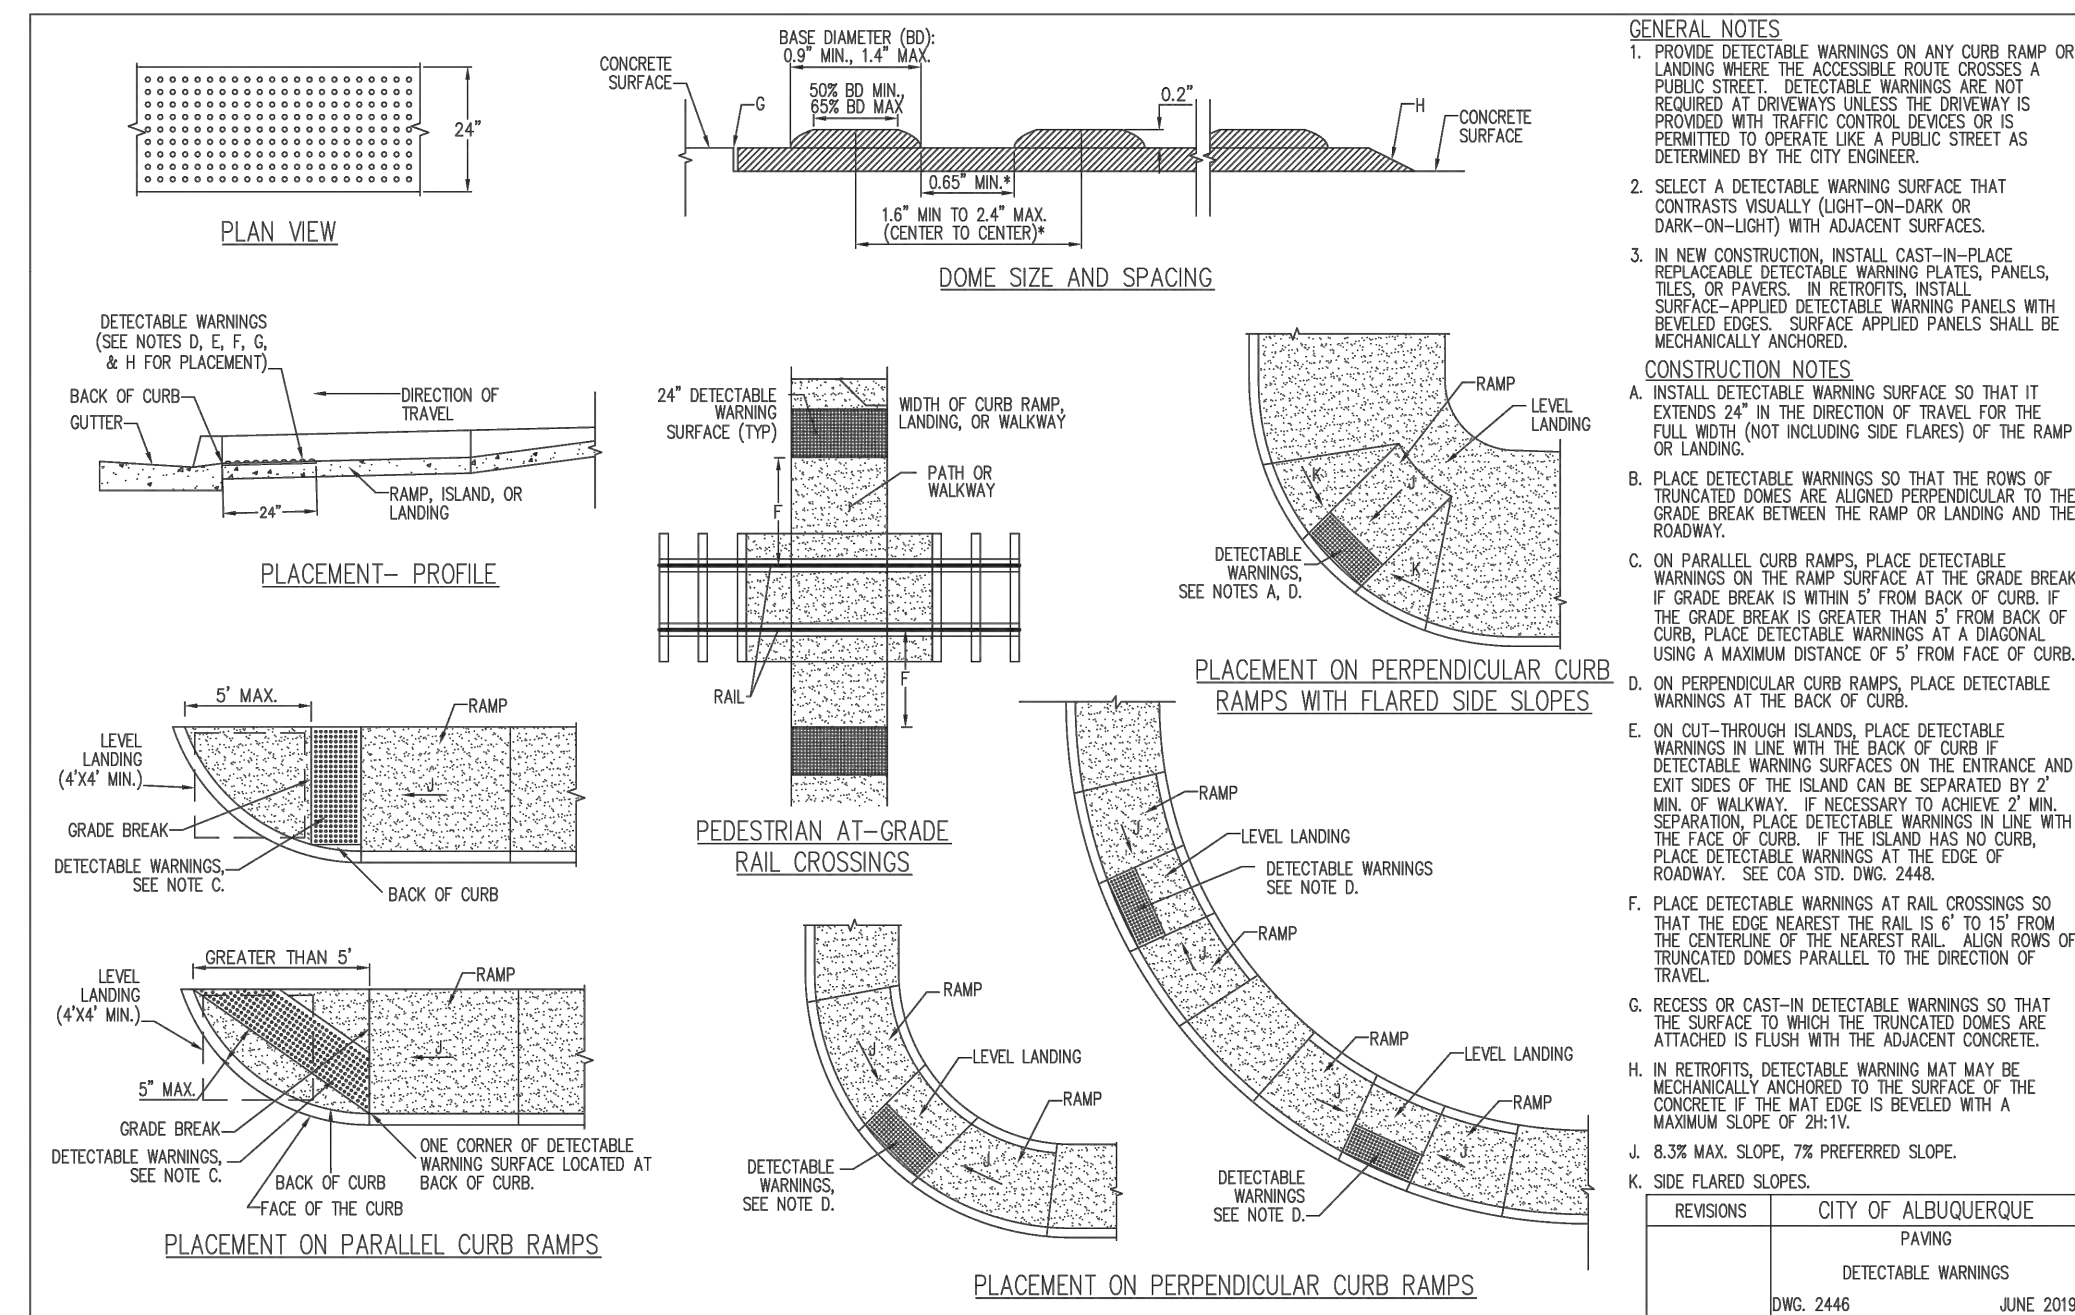 BASE DIAMETER (BD):
0.9" MIN., 1.4" MAX.
CONCRETE
SURFACE
50% BD MIN.,
65% BD MAX
G
0.2"
H
CONCRETE
SURFACE
24"
0.65" MIN.*
1.6" MIN TO 2.4" MAX.
(CENTER TO CENTER)*
PLAN VIEW
DOME SIZE AND SPACING
DETECTABLE WARNINGS
(SEE NOTES D, E, F, G,
& H FOR PLACEMENT)
BACK OF CURB
GUTTER
DIRECTION OF
TRAVEL
RAMP, ISLAND, OR
LANDING
24"
PLACEMENT- PROFILE
24" DETECTABLE
WARNING
SURFACE (TYP)
WIDTH OF CURB RAMP,
LANDING, OR WALKWAY
PATH OR
WALKWAY
F
F
RAIL
PEDESTRIAN AT-GRADE
RAIL CROSSINGS
RAMP
LEVEL
LANDING
K
J
K
DETECTABLE
WARNINGS,
SEE NOTES A, D.
PLACEMENT ON PERPENDICULAR CURB
RAMPS WITH FLARED SIDE SLOPES
5' MAX.
RAMP
LEVEL
LANDING
(4'X4' MIN.)
J
GRADE BREAK
DETECTABLE WARNINGS,
SEE NOTE C.
BACK OF CURB
GREATER THAN 5'
RAMP
LEVEL
LANDING
(4'X4' MIN.)
J
5" MAX.
GRADE BREAK
DETECTABLE WARNINGS,
SEE NOTE C.
BACK OF CURB
FACE OF THE CURB
ONE CORNER OF DETECTABLE
WARNING SURFACE LOCATED AT
BACK OF CURB.
PLACEMENT ON PARALLEL CURB RAMPS
RAMP
J
LEVEL LANDING
RAMP
J
DETECTABLE
WARNINGS,
SEE NOTE D.
RAMP
J
LEVEL LANDING
DETECTABLE WARNINGS
SEE NOTE D.
RAMP
J
RAMP
J
LEVEL LANDING
RAMP
J
DETECTABLE
WARNINGS
SEE NOTE D.
PLACEMENT ON PERPENDICULAR CURB RAMPS
GENERAL NOTES
1. PROVIDE DETECTABLE WARNINGS ON ANY CURB RAMP OR
LANDING WHERE THE ACCESSIBLE ROUTE CROSSES A
PUBLIC STREET. DETECTABLE WARNINGS ARE NOT
REQUIRED AT DRIVEWAYS UNLESS THE DRIVEWAY IS
PROVIDED WITH TRAFFIC CONTROL DEVICES OR IS
PERMITTED TO OPERATE LIKE A PUBLIC STREET AS
DETERMINED BY THE CITY ENGINEER.
2. SELECT A DETECTABLE WARNING SURFACE THAT
CONTRASTS VISUALLY (LIGHT-ON-DARK OR
DARK-ON-LIGHT) WITH ADJACENT SURFACES.
3. IN NEW CONSTRUCTION, INSTALL CAST-IN-PLACE
REPLACEABLE DETECTABLE WARNING PLATES, PANELS,
TILES, OR PAVERS. IN RETROFITS, INSTALL
SURFACE-APPLIED DETECTABLE WARNING PANELS WITH
BEVELED EDGES. SURFACE APPLIED PANELS SHALL BE
MECHANICALLY ANCHORED.
CONSTRUCTION NOTES
A. INSTALL DETECTABLE WARNING SURFACE SO THAT IT
EXTENDS 24" IN THE DIRECTION OF TRAVEL FOR THE
FULL WIDTH (NOT INCLUDING SIDE FLARES) OF THE RAMP
OR LANDING.
B. PLACE DETECTABLE WARNINGS SO THAT THE ROWS OF
TRUNCATED DOMES ARE ALIGNED PERPENDICULAR TO THE
GRADE BREAK BETWEEN THE RAMP OR LANDING AND THE
ROADWAY.
C. ON PARALLEL CURB RAMPS, PLACE DETECTABLE
WARNINGS ON THE RAMP SURFACE AT THE GRADE BREAK
IF GRADE BREAK IS WITHIN 5' FROM BACK OF CURB. IF
THE GRADE BREAK IS GREATER THAN 5' FROM BACK OF
CURB, PLACE DETECTABLE WARNINGS AT A DIAGONAL
USING A MAXIMUM DISTANCE OF 5' FROM FACE OF CURB.
D. ON PERPENDICULAR CURB RAMPS, PLACE DETECTABLE
WARNINGS AT THE BACK OF CURB.
E. ON CUT-THROUGH ISLANDS, PLACE DETECTABLE
WARNINGS IN LINE WITH THE BACK OF CURB IF
DETECTABLE WARNING SURFACES ON THE ENTRANCE AND
EXIT SIDES OF THE ISLAND CAN BE SEPARATED BY 2'
MIN. OF WALKWAY. IF NECESSARY TO ACHIEVE 2' MIN.
SEPARATION, PLACE DETECTABLE WARNINGS IN LINE WITH
THE FACE OF CURB. IF THE ISLAND HAS NO CURB,
PLACE DETECTABLE WARNINGS AT THE EDGE OF
ROADWAY. SEE COA STD. DWG. 2448.
F. PLACE DETECTABLE WARNINGS AT RAIL CROSSINGS SO
THAT THE EDGE NEAREST THE RAIL IS 6' TO 15' FROM
THE CENTERLINE OF THE NEAREST RAIL. ALIGN ROWS OF
TRUNCATED DOMES PARALLEL TO THE DIRECTION OF
TRAVEL.
G. RECESS OR CAST-IN DETECTABLE WARNINGS SO THAT
THE SURFACE TO WHICH THE TRUNCATED DOMES ARE
ATTACHED IS FLUSH WITH THE ADJACENT CONCRETE.
H. IN RETROFITS, DETECTABLE WARNING MAT MAY BE
MECHANICALLY ANCHORED TO THE SURFACE OF THE
CONCRETE IF THE MAT EDGE IS BEVELED WITH A
MAXIMUM SLOPE OF 2H:1V.
J. 8.3% MAX. SLOPE, 7% PREFERRED SLOPE.
K. SIDE FLARED SLOPES.
REVISIONS
CITY OF ALBUQUERQUE
PAVING
DETECTABLE WARNINGS
DWG. 2446 JUNE 2019